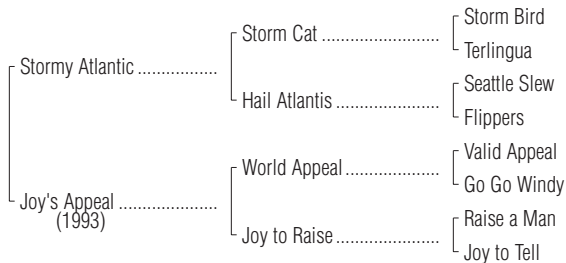 Storm Bird
Storm Cat ........................
Terlingua
Stormy Atlantic ................
Seattle Slew
Hail Atlantis .....................
Flippers
Valid Appeal
World Appeal ...................
Go Go Windy
Joy's Appeal ...................
(1993)
Raise a Man
Joy to Raise .....................
Joy to Tell